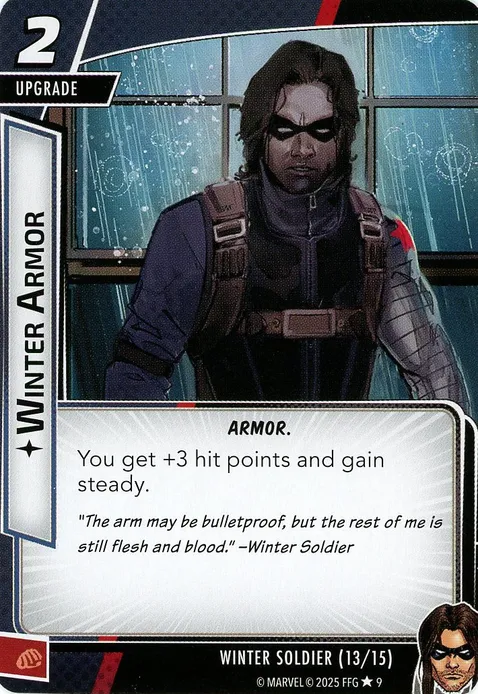 2
UPGRADE
WINTER ARMOR
ARMOR.
You get +3 hit points and gain
steady.
"The arm may be bulletproof, but the rest of me is
still flesh and blood." –Winter Soldier
WINTER SOLDIER (13/15)
© MARVEL © 2025 FFG ★ 9